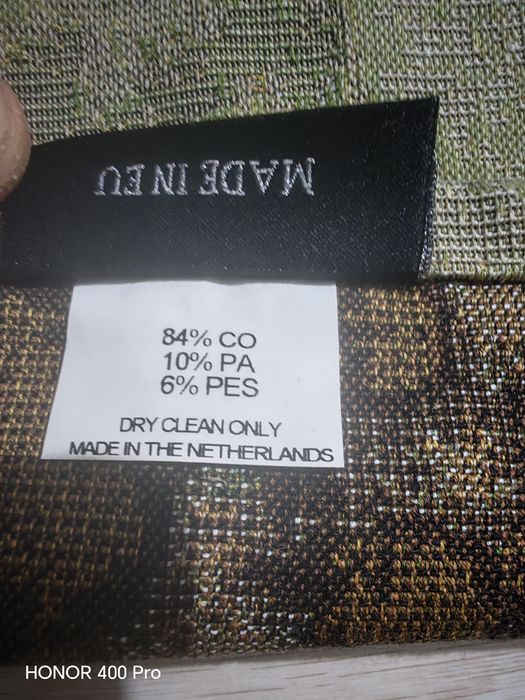 MADE IN EU
84% CO
10% PA
6% PES
DRY CLEAN ONLY
MADE IN THE NETHERLANDS
HONOR 400 Pro